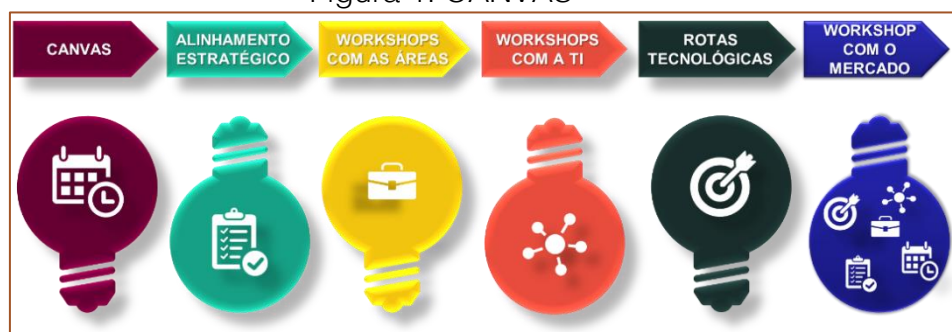 CANVAS
ALINHAMENTO
ESTRATÉGICO
WORKSHOPS
COM AS ÁREAS
WORKSHOPS
COM A TI
ROTAS
TECNOLÓGICAS
WORKSHOP
COM O
MERCADO